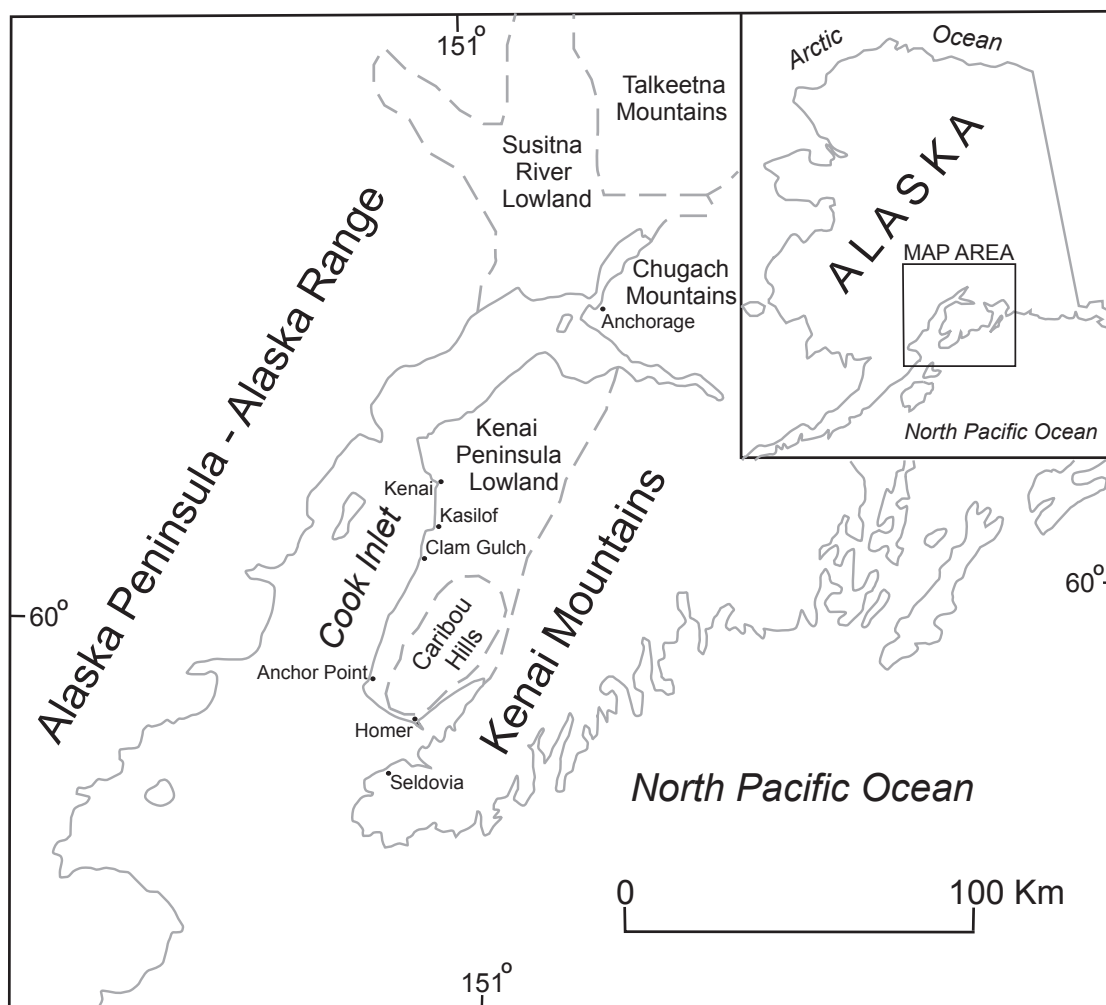 151°
Arctic
Ocean
Talkeetna
Mountains
Susitna
River
Lowland
ALASKA
MAP AREA
Chugach
Mountains
Anchorage
Alaska Peninsula - Alaska Range
North Pacific Ocean
Kenai
Peninsula
Lowland
Kenai
Kasilof
Clam Gulch
Cook Inlet
60°
60°
Caribou
Hills
Kenai Mountains
Anchor Point
Homer
Seldovia
North Pacific Ocean
0
100 Km
151°